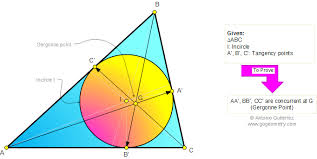 B
Gergonne point
C'
Incircle I
A'
I
G
A
B'
C
Given:
△ABC
I: Incircle
A', B', C': Tangency points
To Prove
AA', BB', CC' are concurrent at G
(Gergonne Point)
© Antonio Gutierrez
www.gogeometry.com